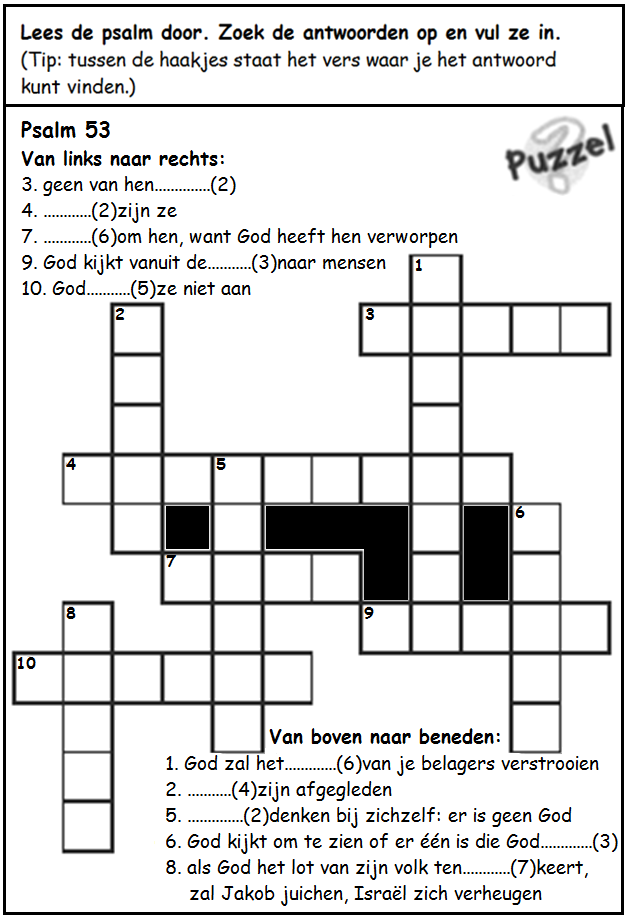 Lees de psalm door. Zoek de antwoorden op en vul ze in.
(Tip: tussen de haakjes staat het vers waar je het antwoord
kunt vinden.)
Psalm 53
Puzzel
?
Van links naar rechts:
3. geen van hen..............(2)
4. ............(2)zijn ze
7. ............(6)om hen, want God heeft hen verworpen
9. God kijkt vanuit de...........(3)naar mensen
10. God...........(5)ze niet aan
1
2
3
4
5
6
7
8
9
10
Van boven naar beneden:
1. God zal het.............(6)van je belagers verstrooien
2. ...........(4)zijn afgegleden
5. ..............(2)denken bij zichzelf: er is geen God
6. God kijkt om te zien of er één is die God.............(3)
8. als God het lot van zijn volk ten............(7)keert,
zal Jakob juichen, Israël zich verheugen